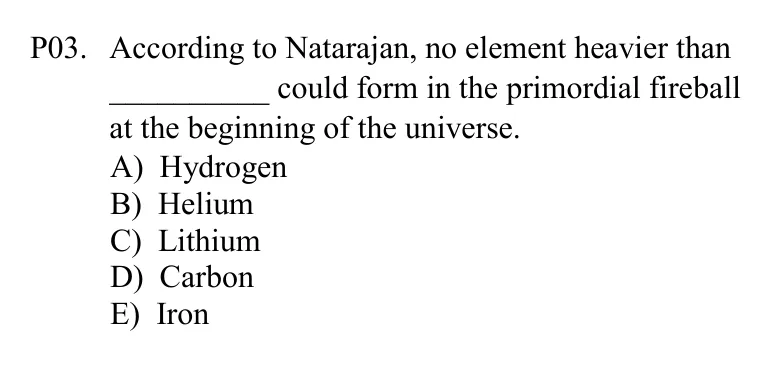 P03. According to Natarajan, no element heavier than
__________ could form in the primordial fireball
at the beginning of the universe.
A) Hydrogen
B) Helium
C) Lithium
D) Carbon
E) Iron